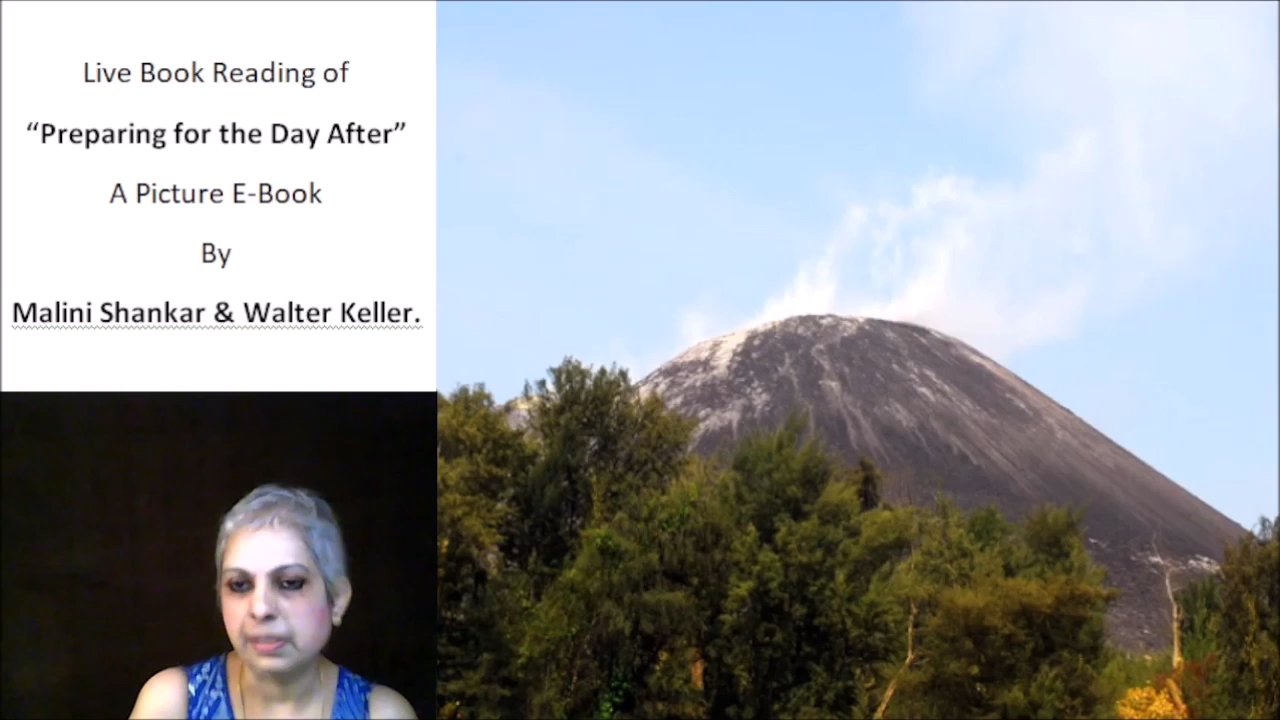 Live Book Reading of
“Preparing for the Day After”
A Picture E-Book
By
Malini Shankar & Walter Keller.